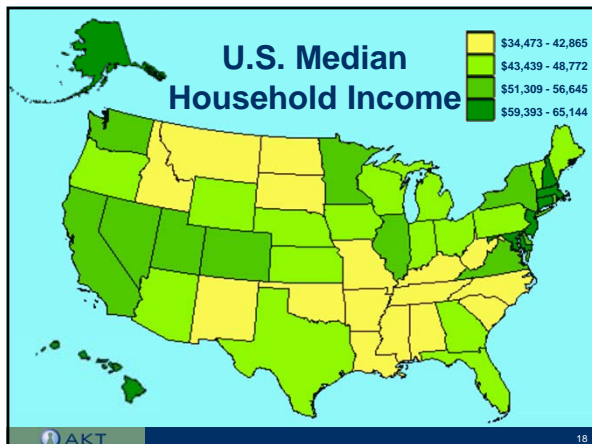 U.S. Median
Household Income
$34,473 - 42,865
$43,439 - 48,772
$51,309 - 56,645
$59,393 - 65,144
AKT
18